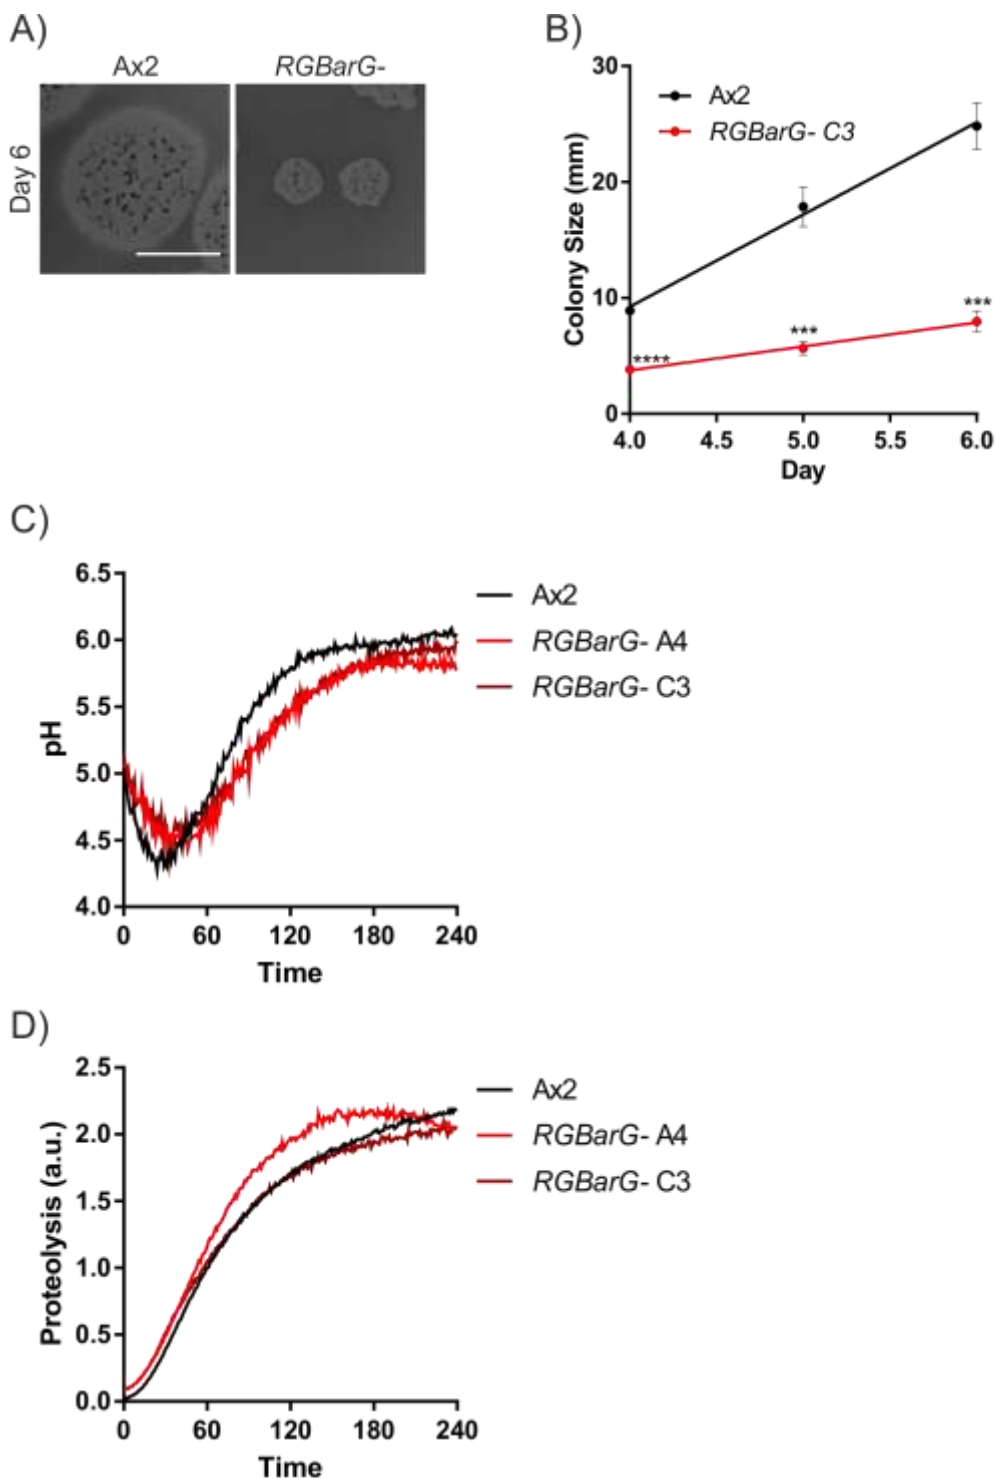 A)
Ax2
RGBarG-
Day 6
B)
Colony Size (mm)
30
20
10
0
Ax2
RGBarG- C3
****
***
***
4.0 4.5 5.0 5.5 6.0
Day
C)
pH
6.5
6.0
5.5
5.0
4.5
4.0
0 60 120 180 240
Time
Ax2
RGBarG- A4
RGBarG- C3
D)
Proteolysis (a.u.)
2.5
2.0
1.5
1.0
0.5
0.0
0 60 120 180 240
Time
Ax2
RGBarG- A4
RGBarG- C3